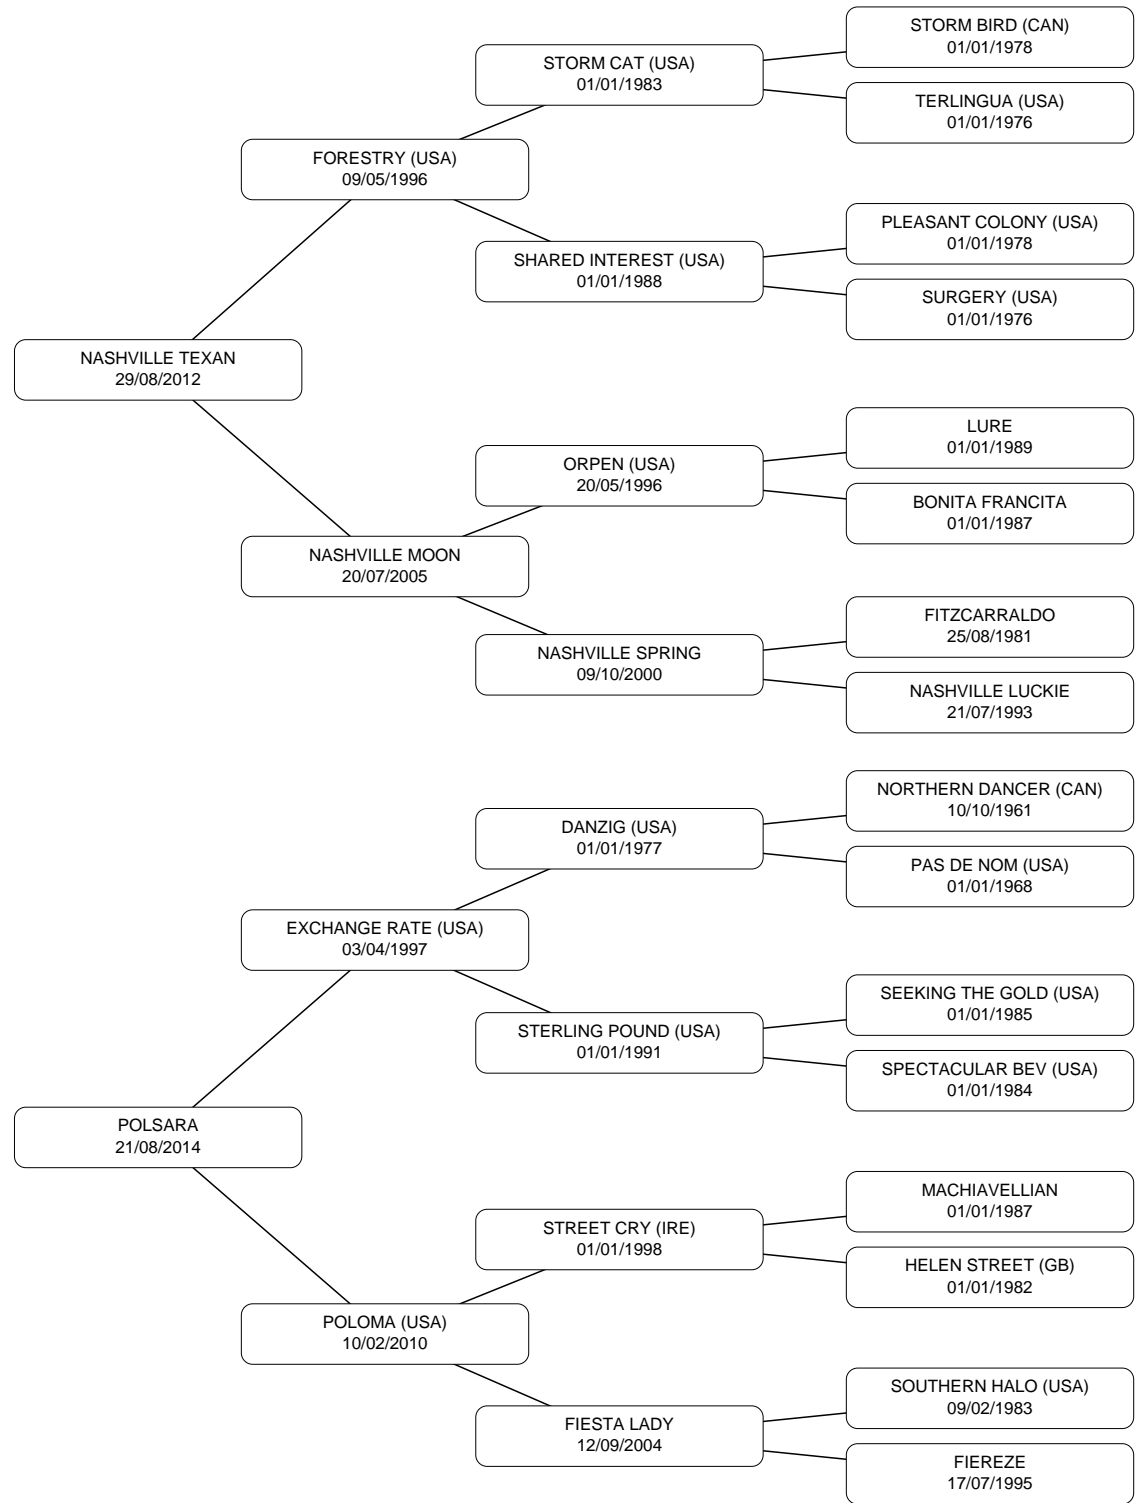 STORM BIRD (CAN)
01/01/1978
STORM CAT (USA)
01/01/1983
TERLINGUA (USA)
01/01/1976
FORESTRY (USA)
09/05/1996
PLEASANT COLONY (USA)
01/01/1978
SHARED INTEREST (USA)
01/01/1988
SURGERY (USA)
01/01/1976
NASHVILLE TEXAN
29/08/2012
LURE
01/01/1989
ORPEN (USA)
20/05/1996
BONITA FRANCITA
01/01/1987
NASHVILLE MOON
20/07/2005
FITZCARRALDO
25/08/1981
NASHVILLE SPRING
09/10/2000
NASHVILLE LUCKIE
21/07/1993
NORTHERN DANCER (CAN)
10/10/1961
DANZIG (USA)
01/01/1977
PAS DE NOM (USA)
01/01/1968
EXCHANGE RATE (USA)
03/04/1997
SEEKING THE GOLD (USA)
01/01/1985
STERLING POUND (USA)
01/01/1991
SPECTACULAR BEV (USA)
01/01/1984
POLSARA
21/08/2014
MACHIAVELLIAN
01/01/1987
STREET CRY (IRE)
01/01/1998
HELEN STREET (GB)
01/01/1982
POLOMA (USA)
10/02/2010
SOUTHERN HALO (USA)
09/02/1983
FIESTA LADY
12/09/2004
FIEREZE
17/07/1995